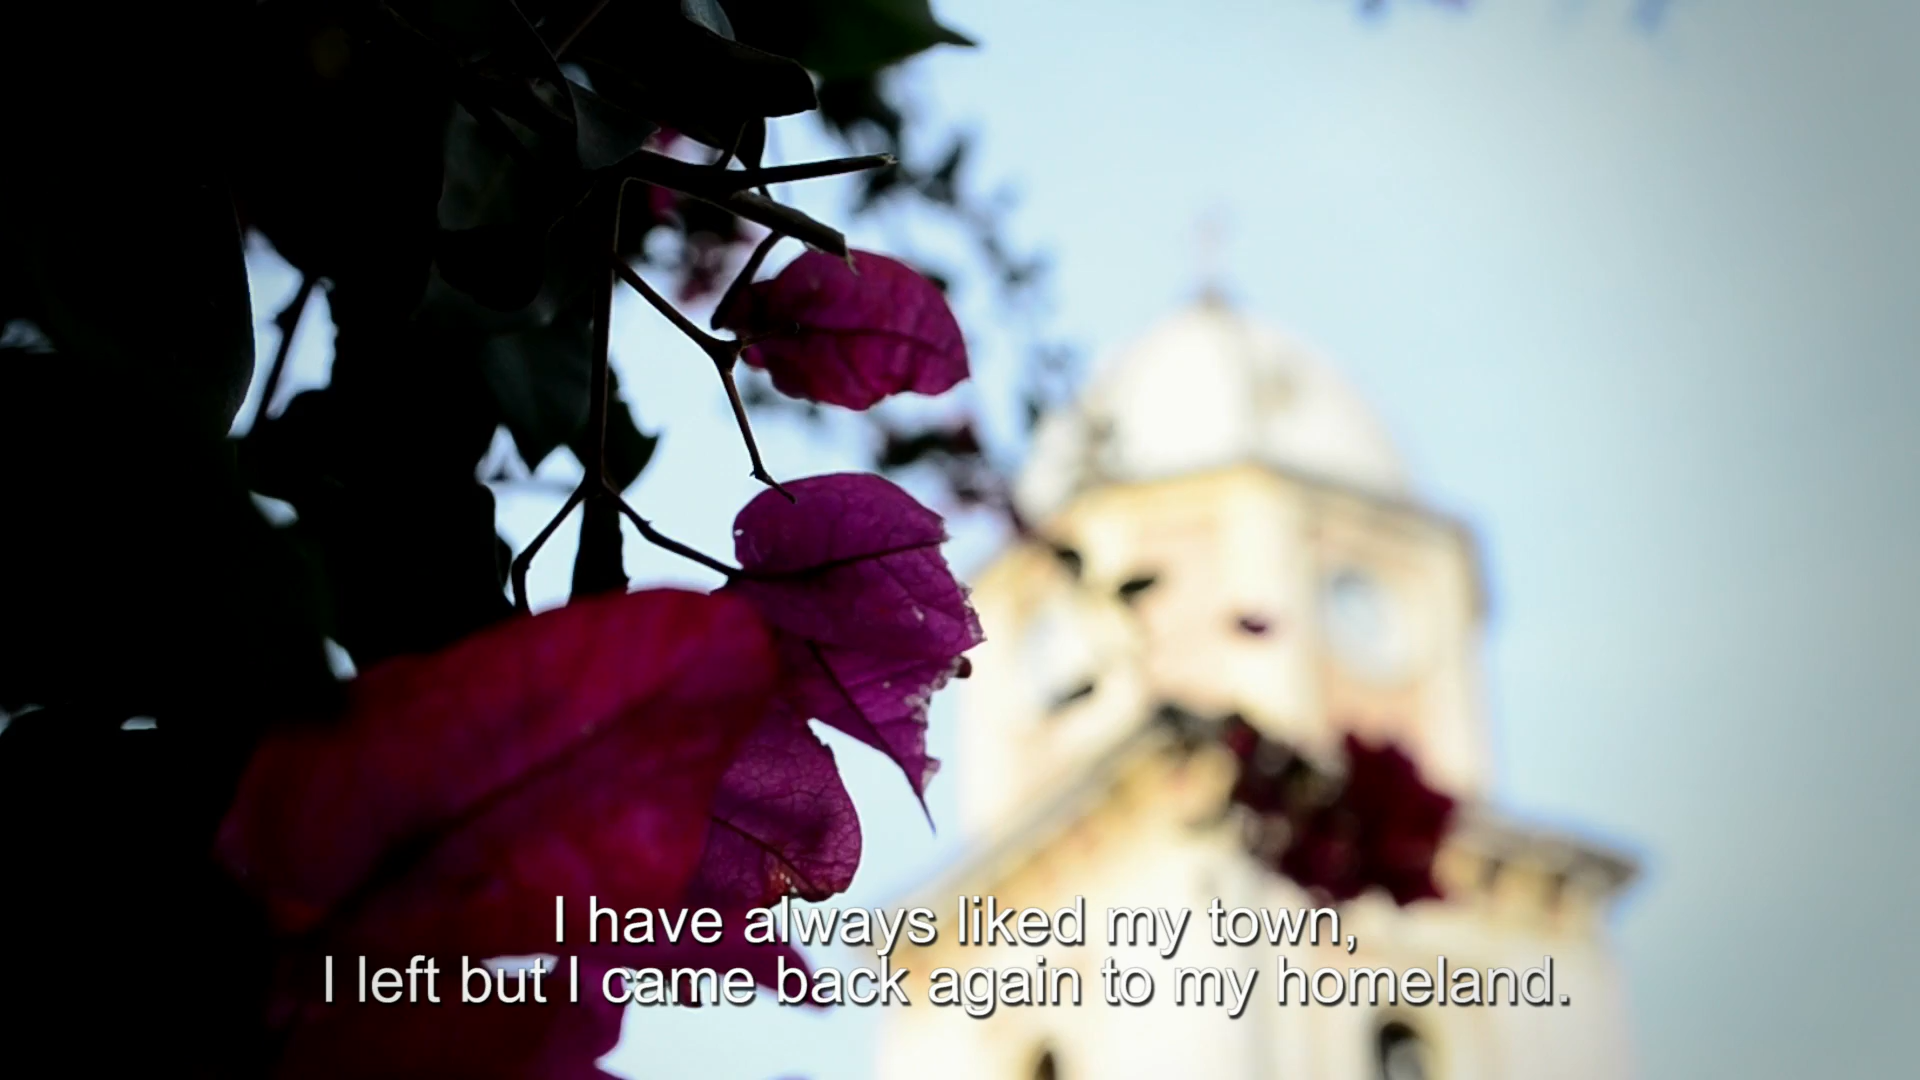 I have always liked my town,
I left but I came back again to my homeland.